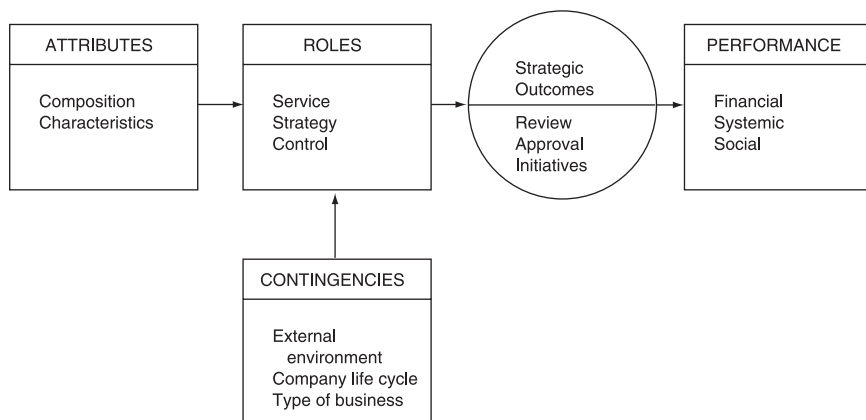 ATTRIBUTES
Composition
Characteristics
ROLES
Service
Strategy
Control
Strategic
Outcomes
Review
Approval
Initiatives
PERFORMANCE
Financial
Systemic
Social
CONTINGENCIES
External
environment
Company life cycle
Type of business